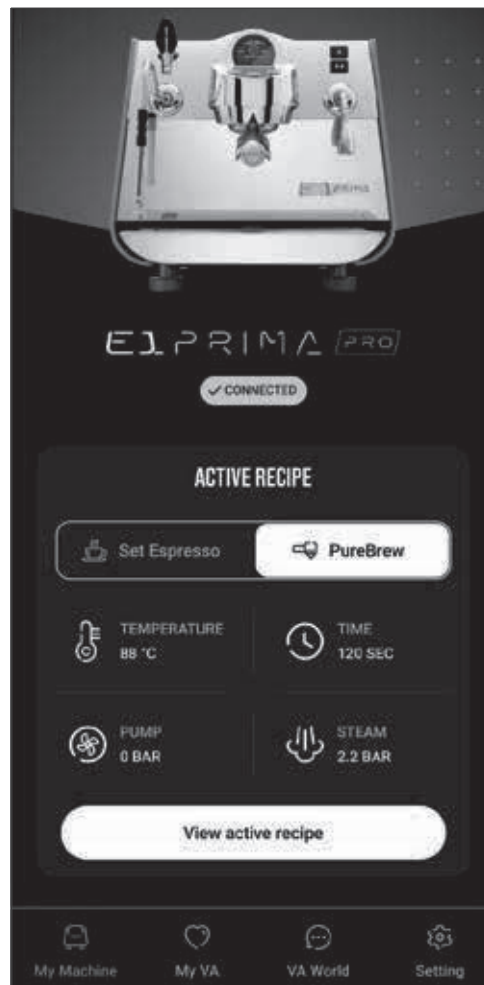 E1 PRIMA PRO
CONNECTED
ACTIVE RECIPE
Set Espresso
PureBrew
TEMPERATURE
88 °C
TIME
120 SEC
PUMP
0 BAR
STEAM
2.2 BAR
View active recipe
My Machine
My VA
VA World
Setting